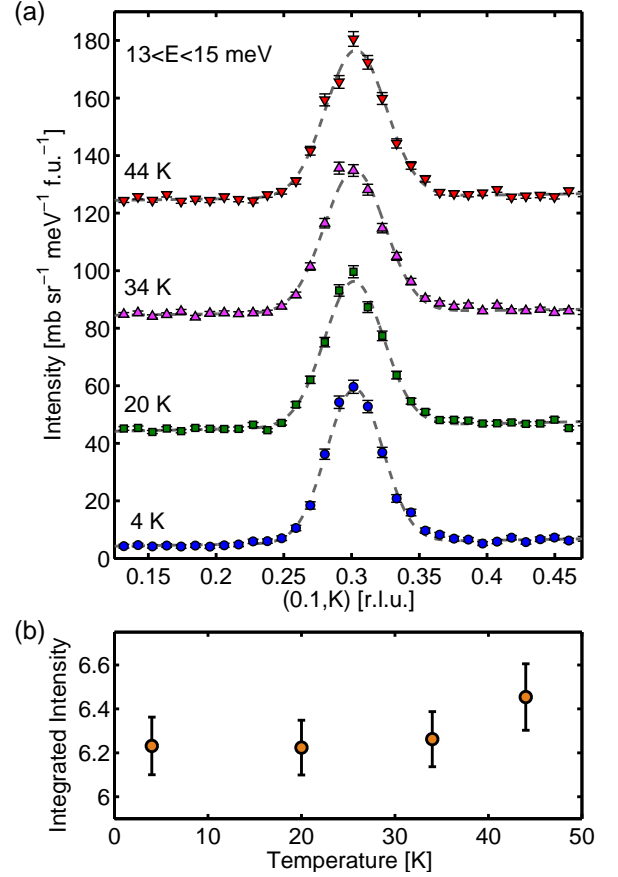 (a)
13<E<15 meV
180
160
140
120
100
80
60
40
20
0
44 K
34 K
20 K
4 K
Intensity [mb sr⁻¹ meV⁻¹ f.u.⁻¹]
0.15 0.2 0.25 0.3 0.35 0.4 0.45
(0.1,K) [r.l.u.]
(b)
6.6
6.4
6.2
6
Integrated Intensity
0 10 20 30 40 50
Temperature [K]